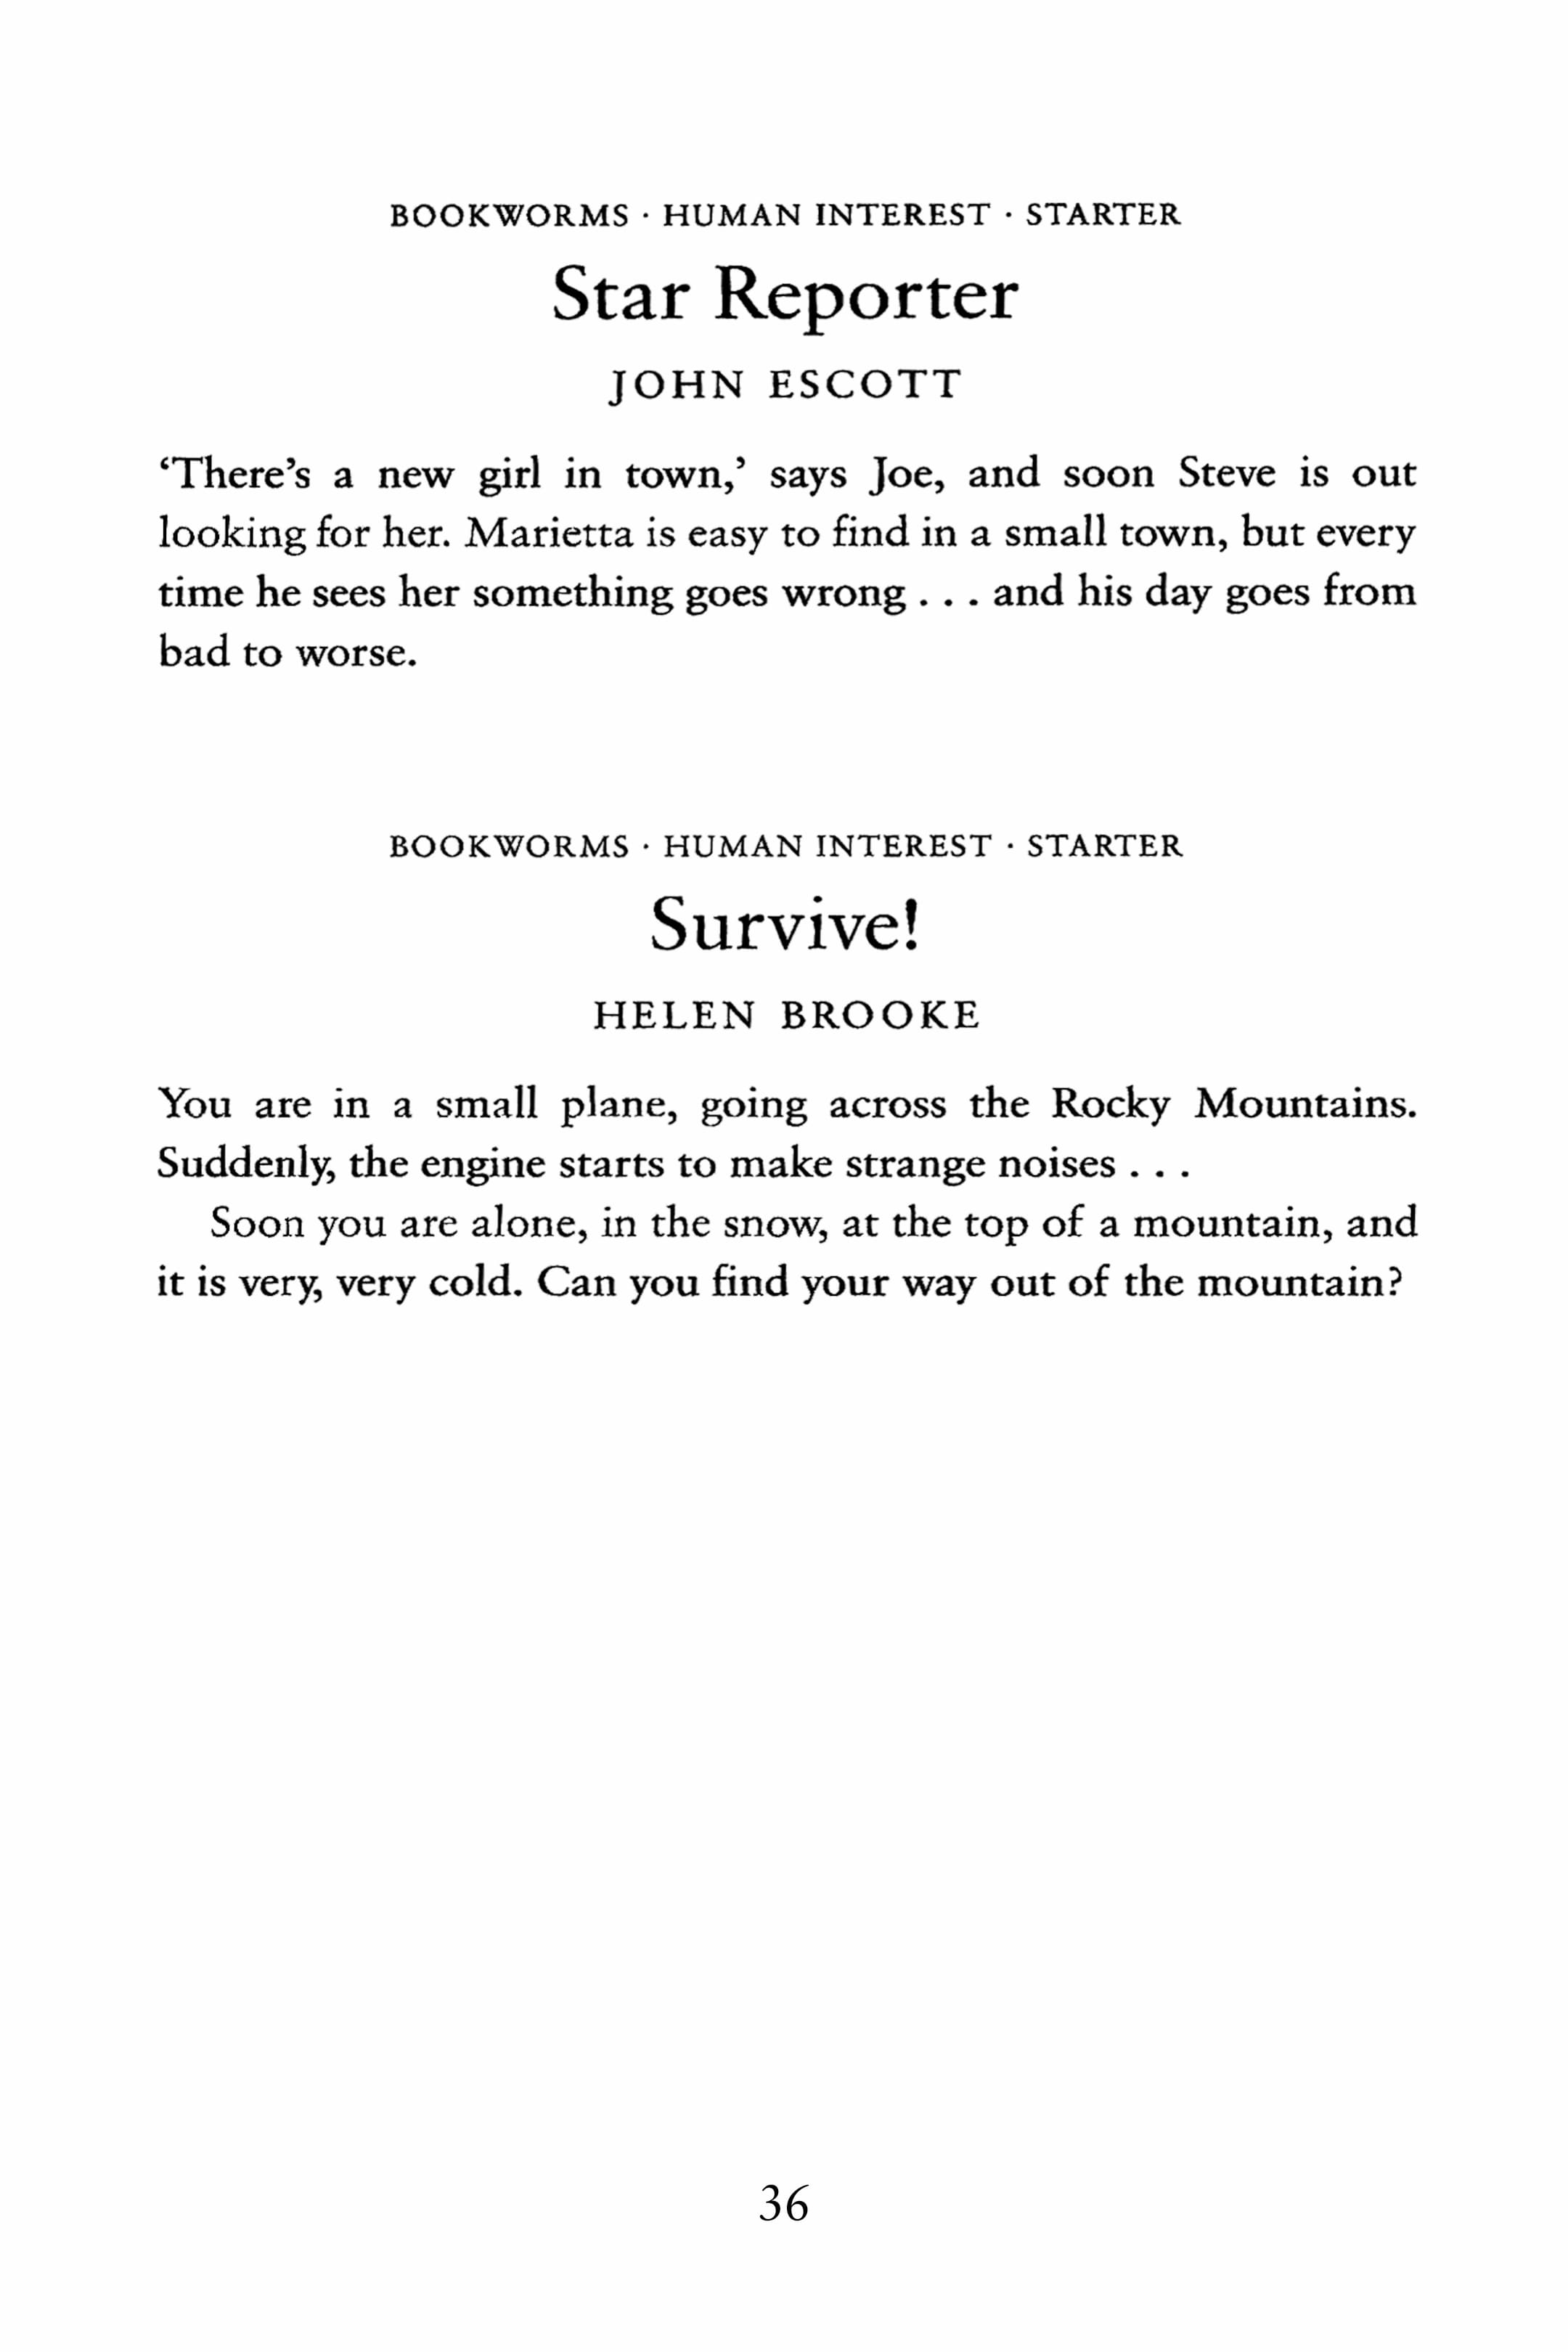 BOOKWORMS · HUMAN INTEREST · STARTER
Star Reporter
JOHN ESCOTT
‘There’s a new girl in town,’ says Joe, and soon Steve is out
looking for her. Marietta is easy to find in a small town, but every
time he sees her something goes wrong . . . and his day goes from
bad to worse.
BOOKWORMS · HUMAN INTEREST · STARTER
Survive!
HELEN BROOKE
You are in a small plane, going across the Rocky Mountains.
Suddenly, the engine starts to make strange noises . . .
Soon you are alone, in the snow, at the top of a mountain, and
it is very, very cold. Can you find your way out of the mountain?
36